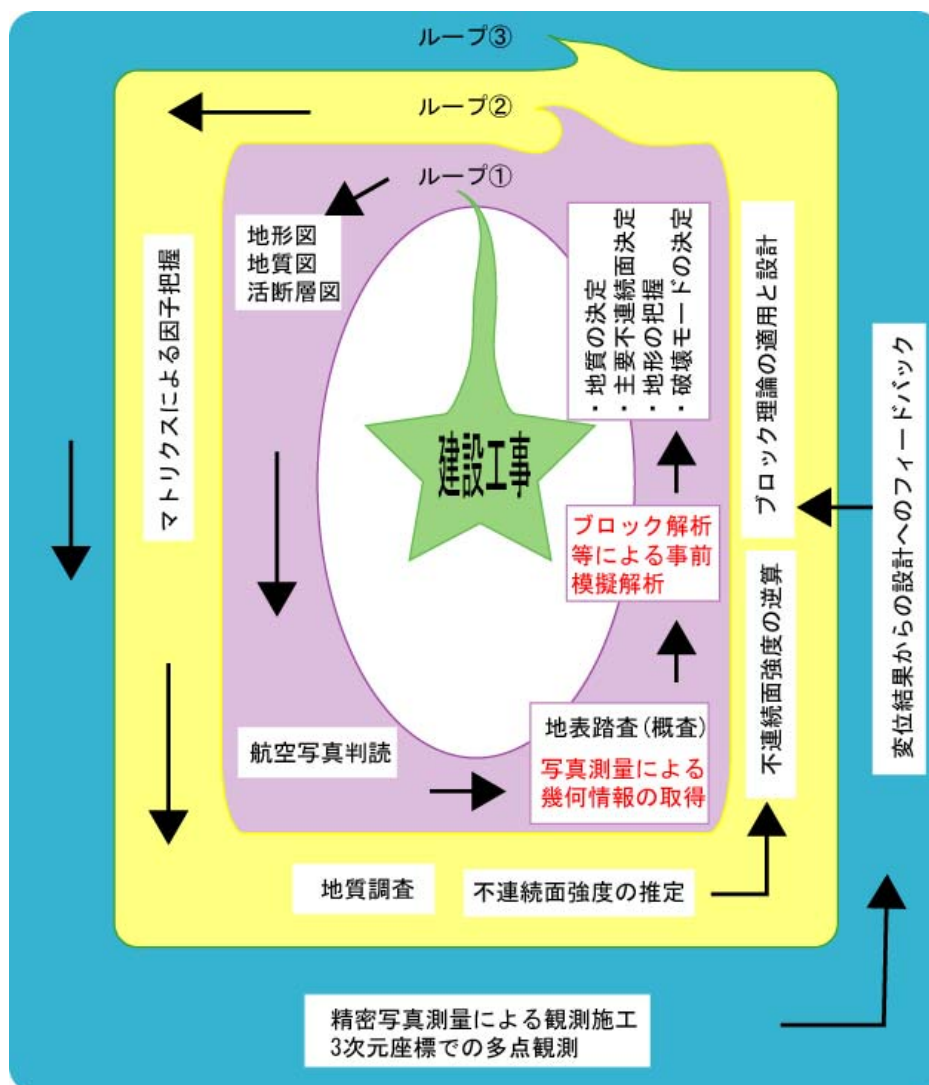 ループ③
ループ②
ループ①
地形図
地質図
活断層図
・地質の決定
・主要不連続面決定
・地形の把握
・破壊モードの決定
マトリクスによる因子把握
ブロック理論の適用と設計
変位結果からの設計へのフィードバック
建設工事
ブロック解析
等による事前
模擬解析
不連続面強度の逆算
航空写真判読
地表踏査(概査)
写真測量による
幾何情報の取得
地質調査
不連続面強度の推定
精密写真測量による観測施工
3次元座標での多点観測